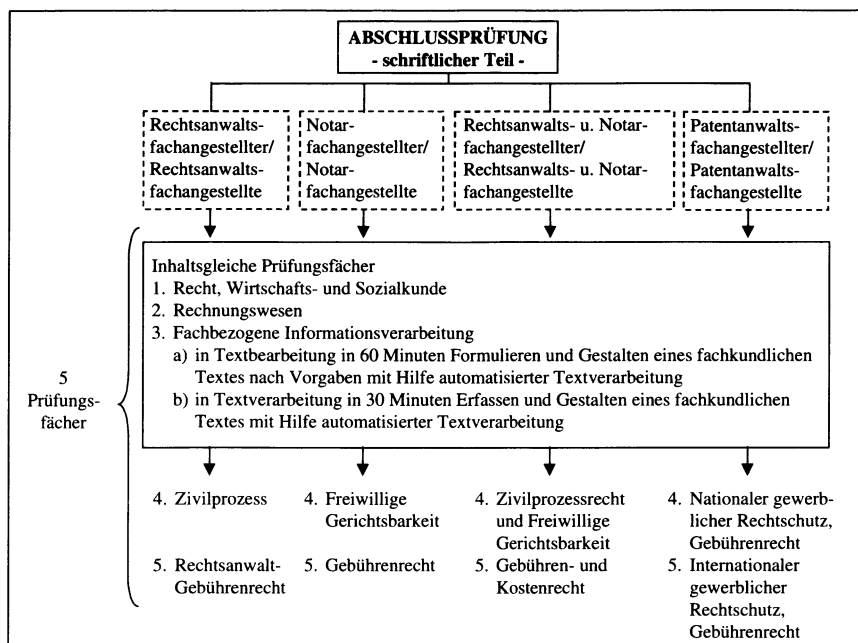 ABSCHLUSSPRÜFUNG
- schriftlicher Teil -
Rechtsanwalts-
fachangestellter/
Rechtsanwalts-
fachangestellte
Notar-
fachangestellter/
Notar-
fachangestellte
Rechtsanwalts- u. Notar-
fachangestellter/
Rechtsanwalts- u. Notar-
fachangestellte
Patentanwalts-
fachangestellter/
Patentanwalts-
fachangestellte
5
Prüfungs-
fächer
Inhaltsgleiche Prüfungsfächer
1. Recht, Wirtschafts- und Sozialkunde
2. Rechnungswesen
3. Fachbezogene Informationsverarbeitung
a) in Textbearbeitung in 60 Minuten Formulieren und Gestalten eines fachkundlichen
Textes nach Vorgaben mit Hilfe automatisierter Textverarbeitung
b) in Textverarbeitung in 30 Minuten Erfassen und Gestalten eines fachkundlichen
Textes mit Hilfe automatisierter Textverarbeitung
4. Zivilprozess
5. Rechtsanwalt-
Gebührenrecht
4. Freiwillige
Gerichtsbarkeit
5. Gebührenrecht
4. Zivilprozessrecht
und Freiwillige
Gerichtsbarkeit
5. Gebühren- und
Kostenrecht
4. Nationaler gewerb-
licher Rechtschutz,
Gebührenrecht
5. Internationaler
gewerblicher
Rechtschutz,
Gebührenrecht